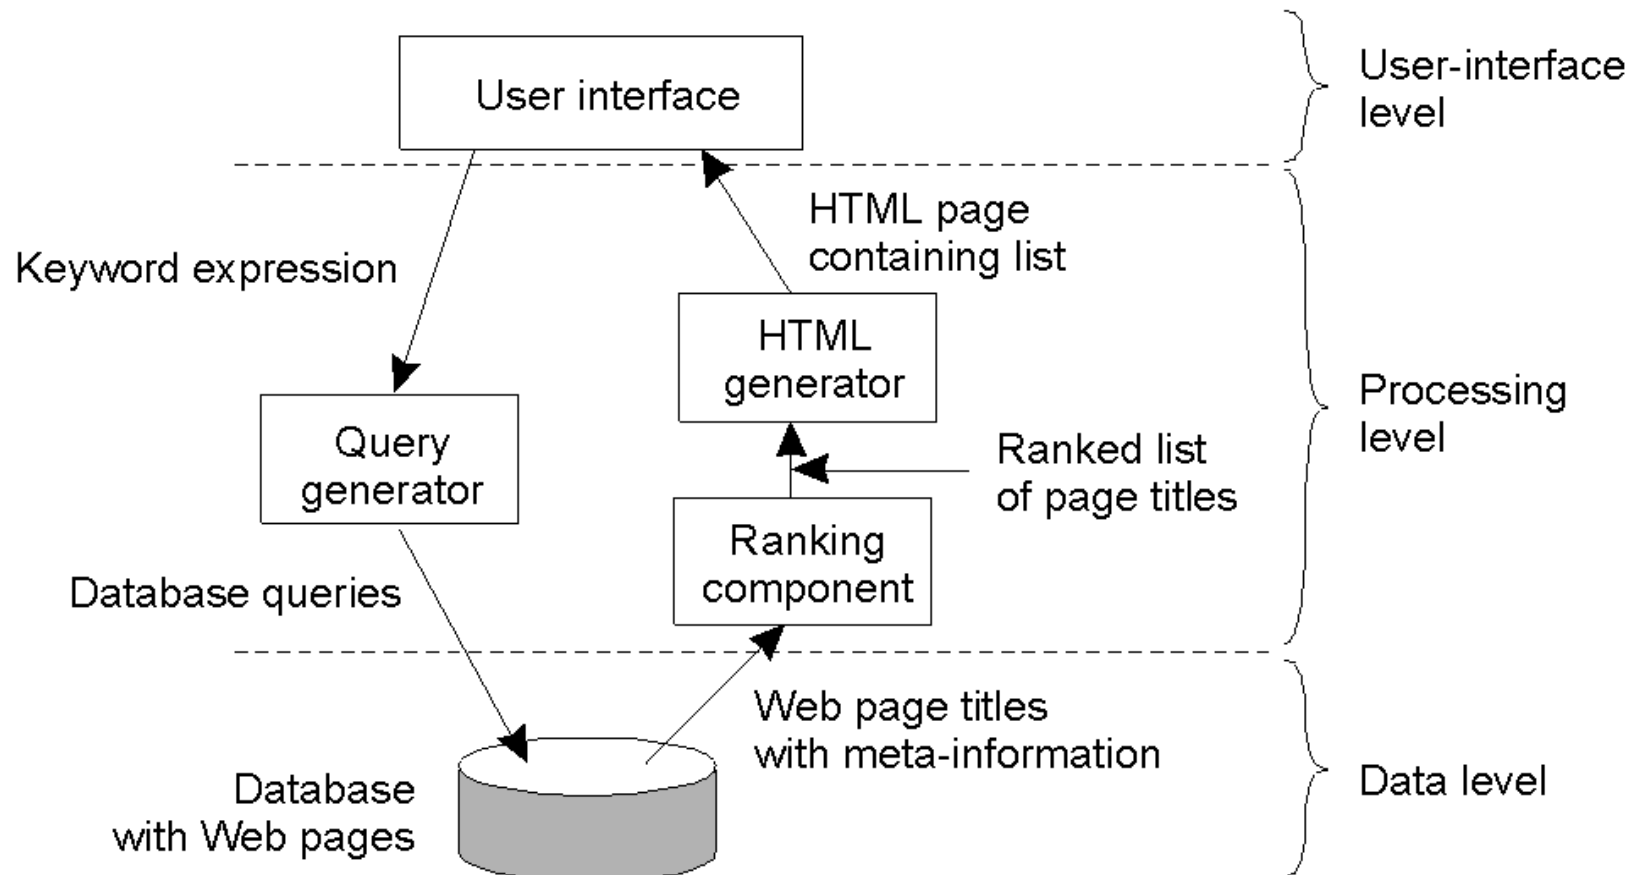 User interface
User-interface
level
HTML page
containing list
Keyword expression
HTML
generator
Processing
level
Query
generator
Ranked list
of page titles
Ranking
component
Database queries
Web page titles
with meta-information
Database
with Web pages
Data level